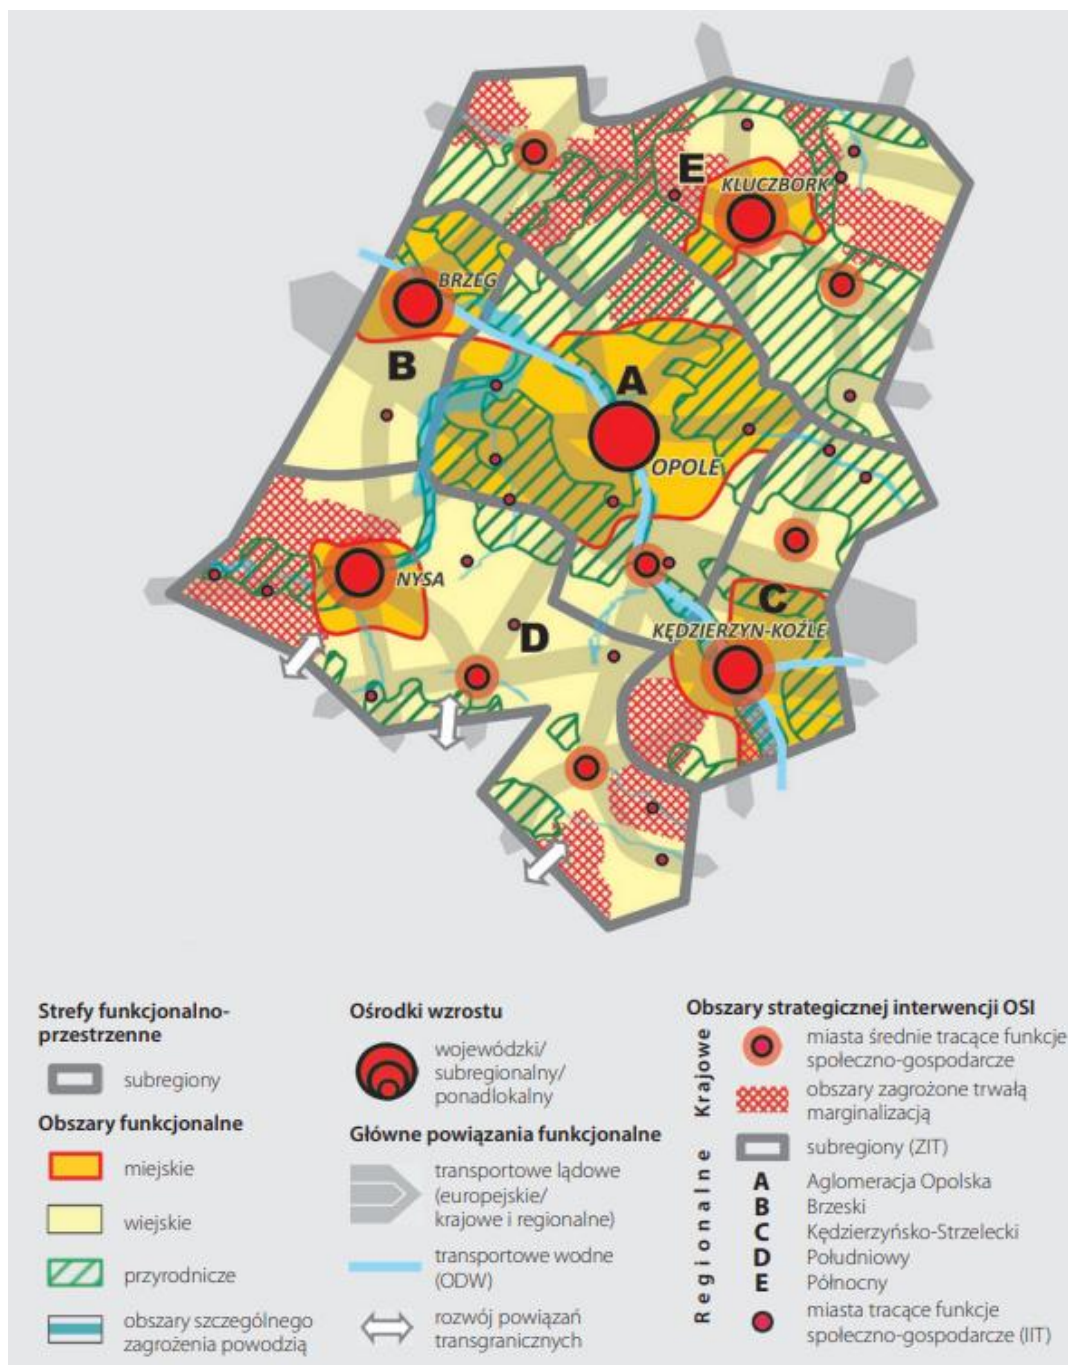 E
KLUCZBORK
BRZEG
B
A
OPOLE
NYSA
C
D
KĘDZIERZYN-KOŹLE
Strefy funkcjonalno-
przestrzenne
subregiony
Obszary funkcjonalne
miejskie
wiejskie
przyrodnicze
obszary szczególnego
zagrożenia powodzią
Ośrodki wzrostu
wojewódzki/
subregionalny/
ponadlokalny
Główne powiązania funkcjonalne
transportowe lądowe
(europejskie/
krajowe i regionalne)
transportowe wodne
(ODW)
rozwój powiązań
transgranicznych
Obszary strategicznej interwencji OSI
Krajowe
miasta średnie tracące funkcje
społeczno-gospodarcze
obszary zagrożone trwałą
marginalizacją
Regionalne
subregiony (ZIT)
A Aglomeracja Opolska
B Brzeski
C Kędzierzyńsko-Strzelecki
D Południowy
E Północny
miasta tracące funkcje
społeczno-gospodarcze (IIT)